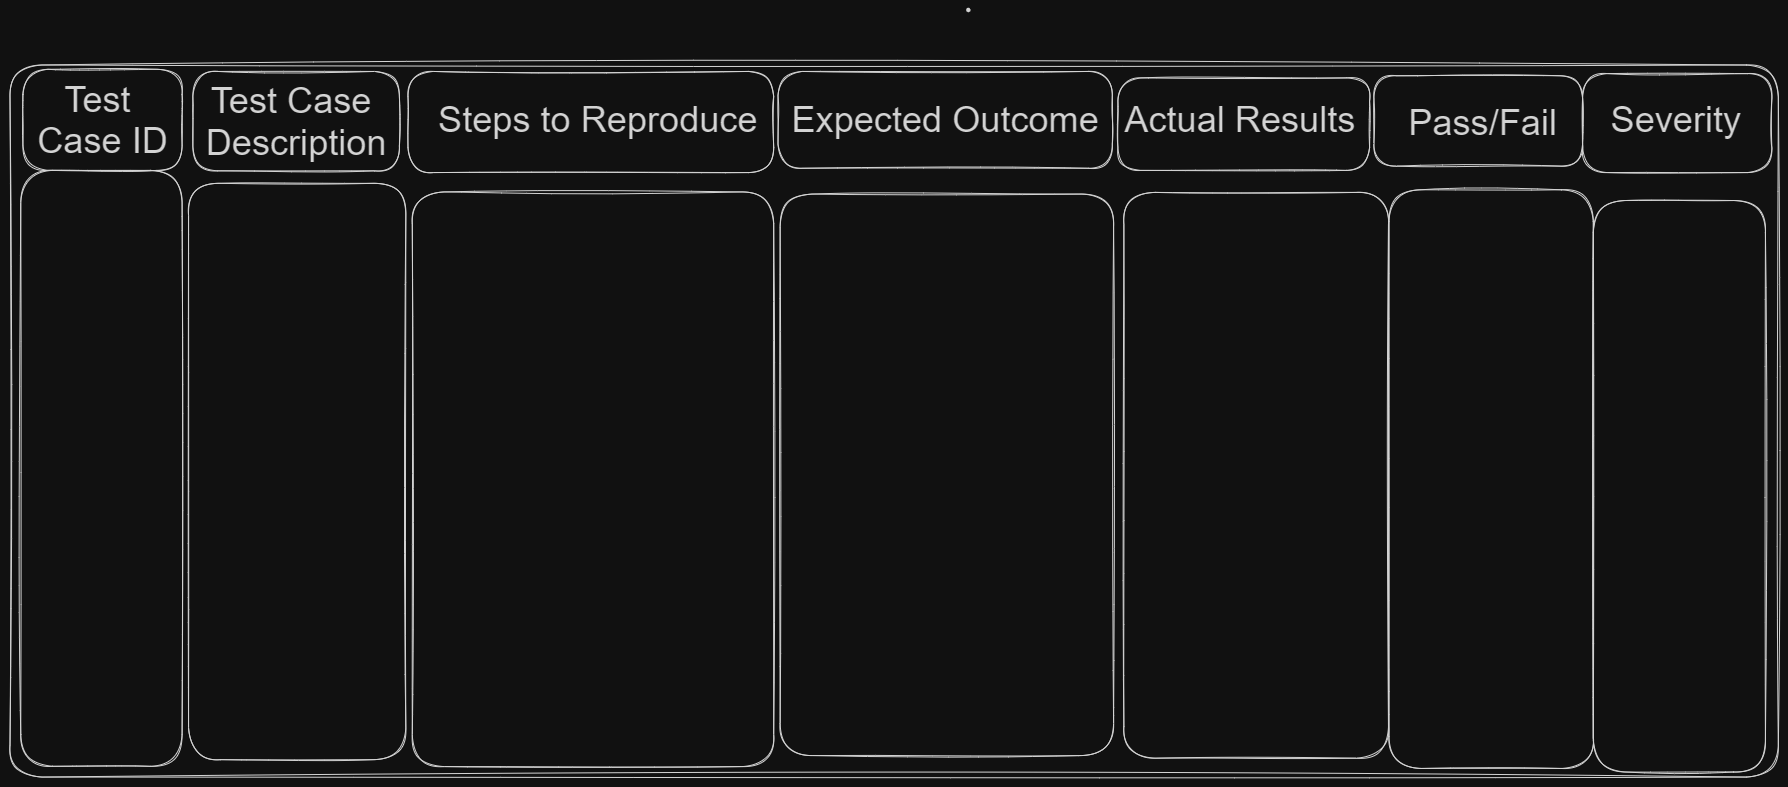 Test
Case ID
Test Case
Description
Steps to Reproduce
Expected Outcome
Actual Results
Pass/Fail
Severity